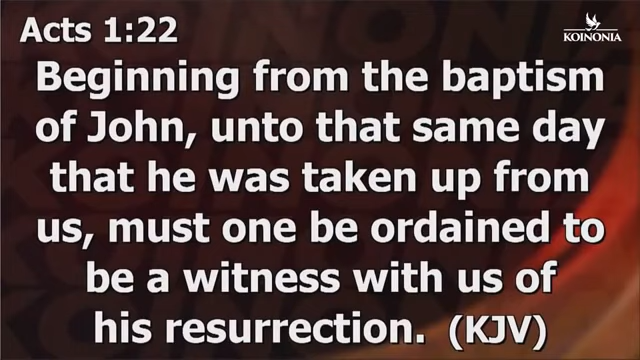 Acts 1:22
KOINONIA
Beginning from the baptism
of John, unto that same day
that he was taken up from
us, must one be ordained to
be a witness with us of
his resurrection. (KJV)